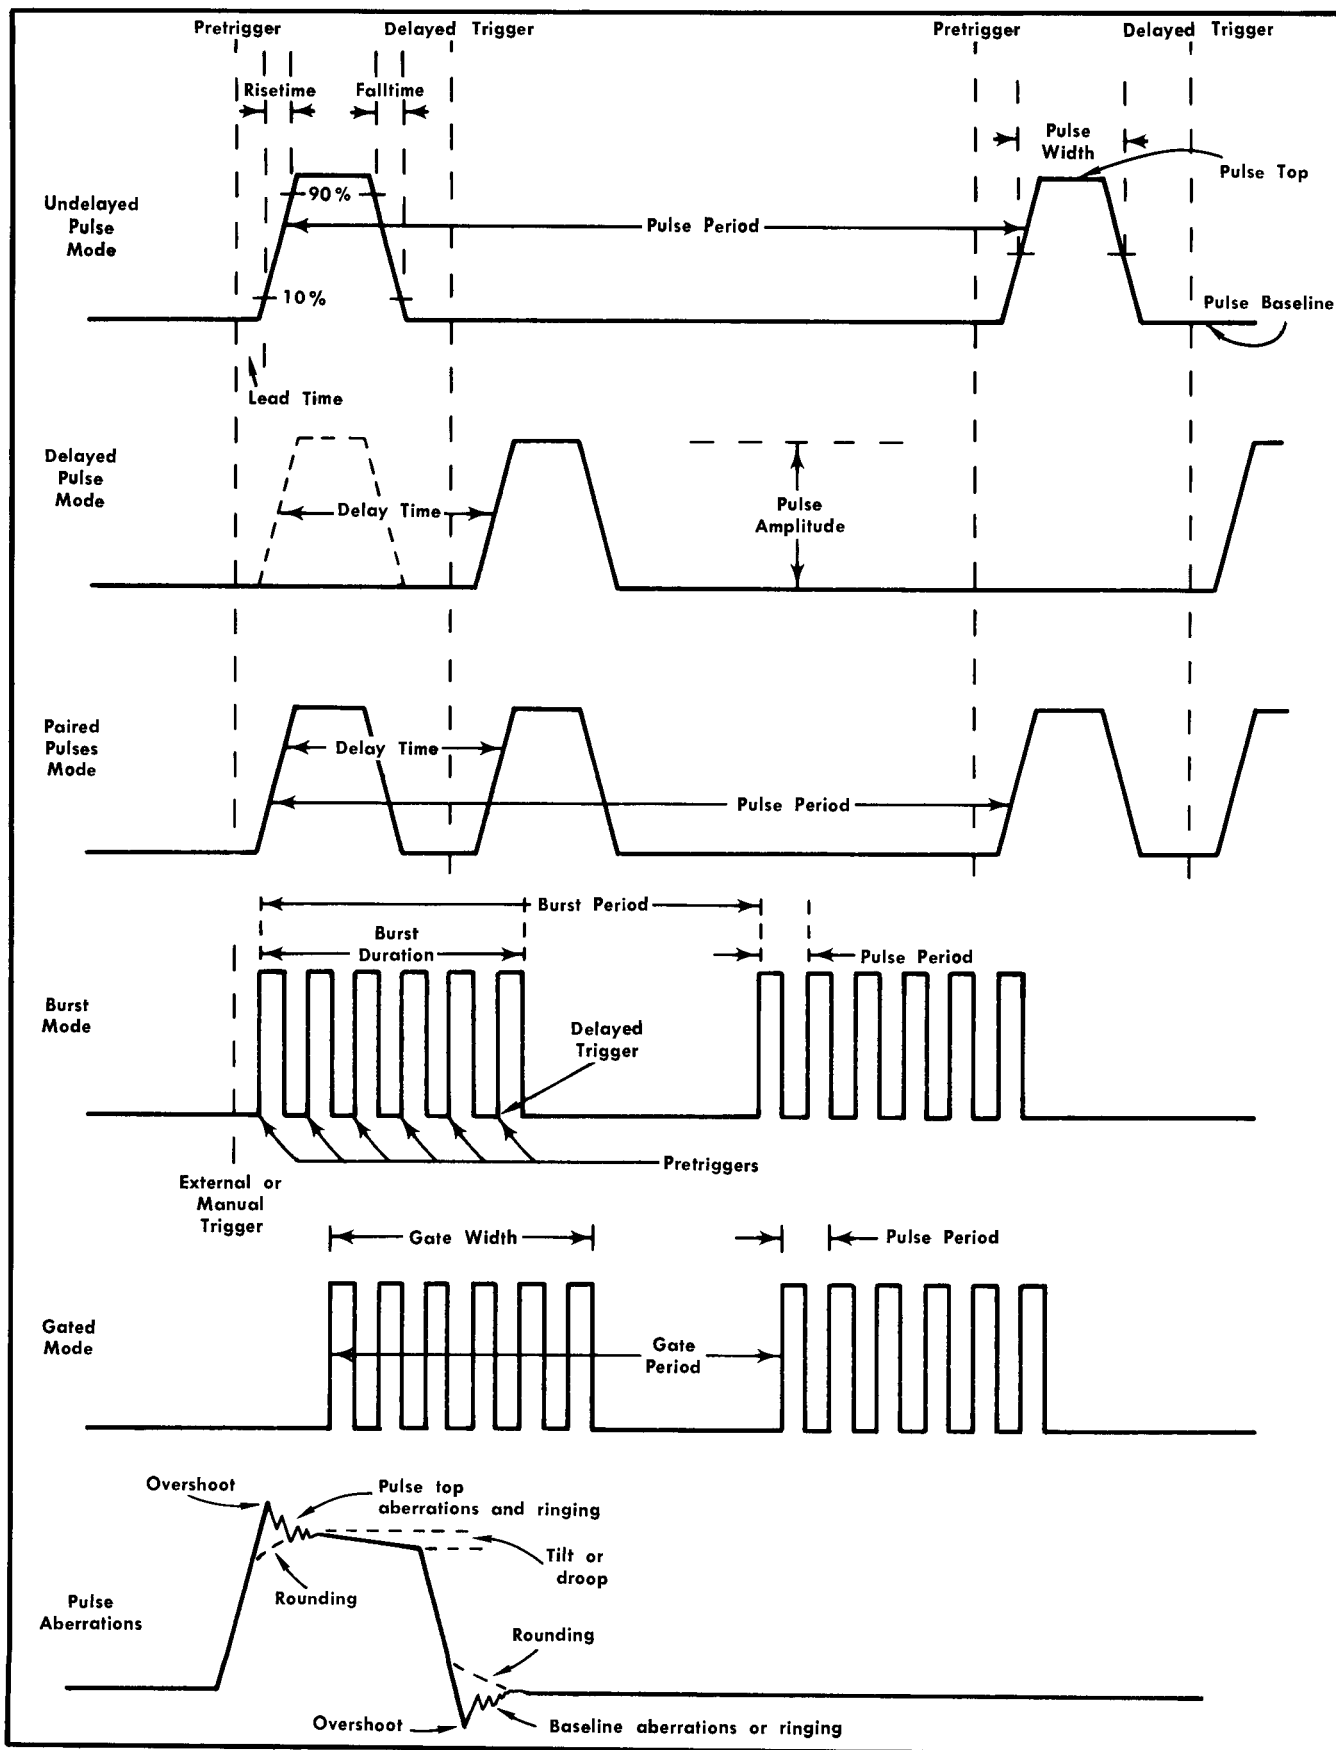 Pretrigger
Delayed Trigger
Pretrigger
Delayed Trigger
Risetime
Falltime
Pulse
Width
Pulse Top
Undelayed
Pulse
Mode
90%
Pulse Period
10%
Pulse Baseline
Lead Time
Delayed
Pulse
Mode
Delay Time
Pulse
Amplitude
Paired
Pulses
Mode
Delay Time
Pulse Period
Burst Period
Burst
Duration
Pulse Period
Burst
Mode
Delayed
Trigger
Pretriggers
External or
Manual
Trigger
Gate Width
Pulse Period
Gated
Mode
Gate
Period
Overshoot
Pulse top
aberrations and ringing
Tilt or
droop
Rounding
Pulse
Aberrations
Rounding
Overshoot
Baseline aberrations or ringing